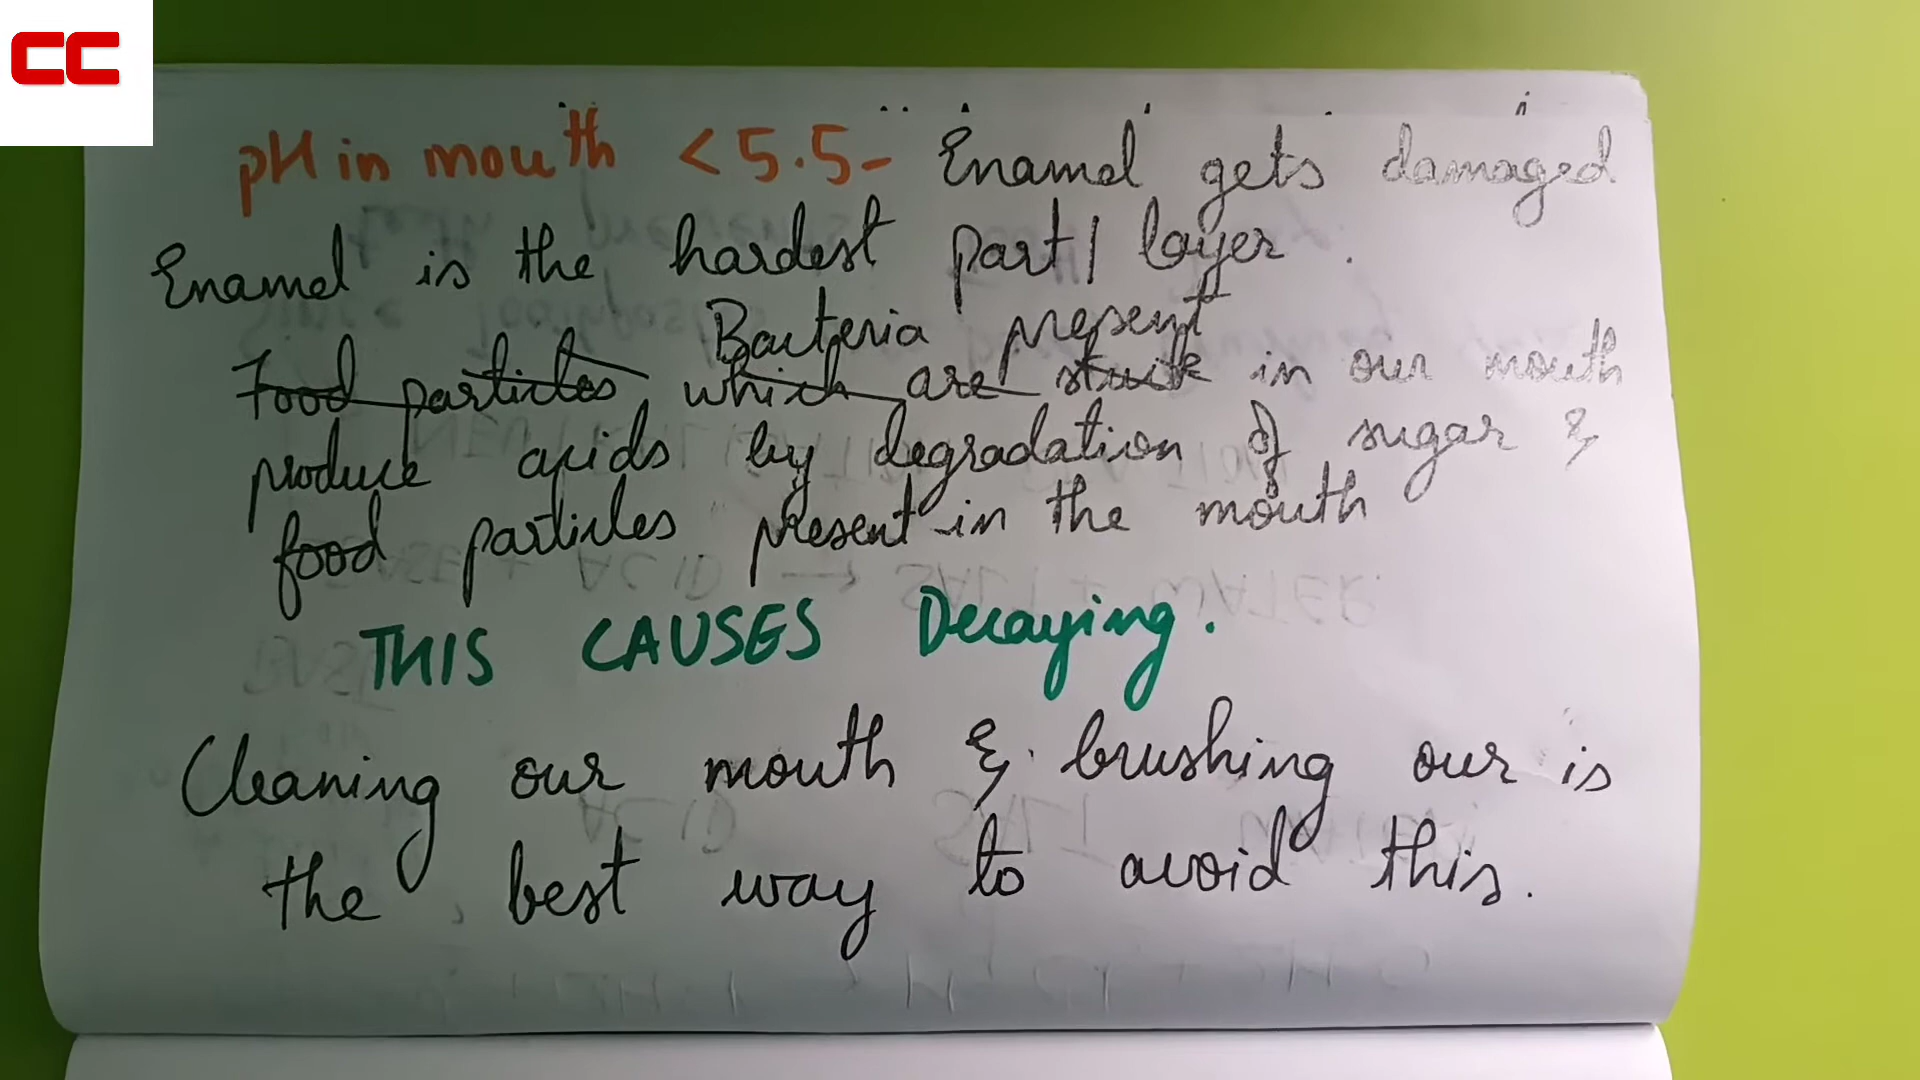 CC
pH in mouth < 5.5- Enamel gets damaged
Enamel is the hardest part/ layer.
Bacteria present
Food particles which are stuck in our mouth
produce acids by degradation of sugar &
food particles present in the mouth
THIS CAUSES Decaying.
Cleaning our mouth & brushing our is
the best way to avoid this.